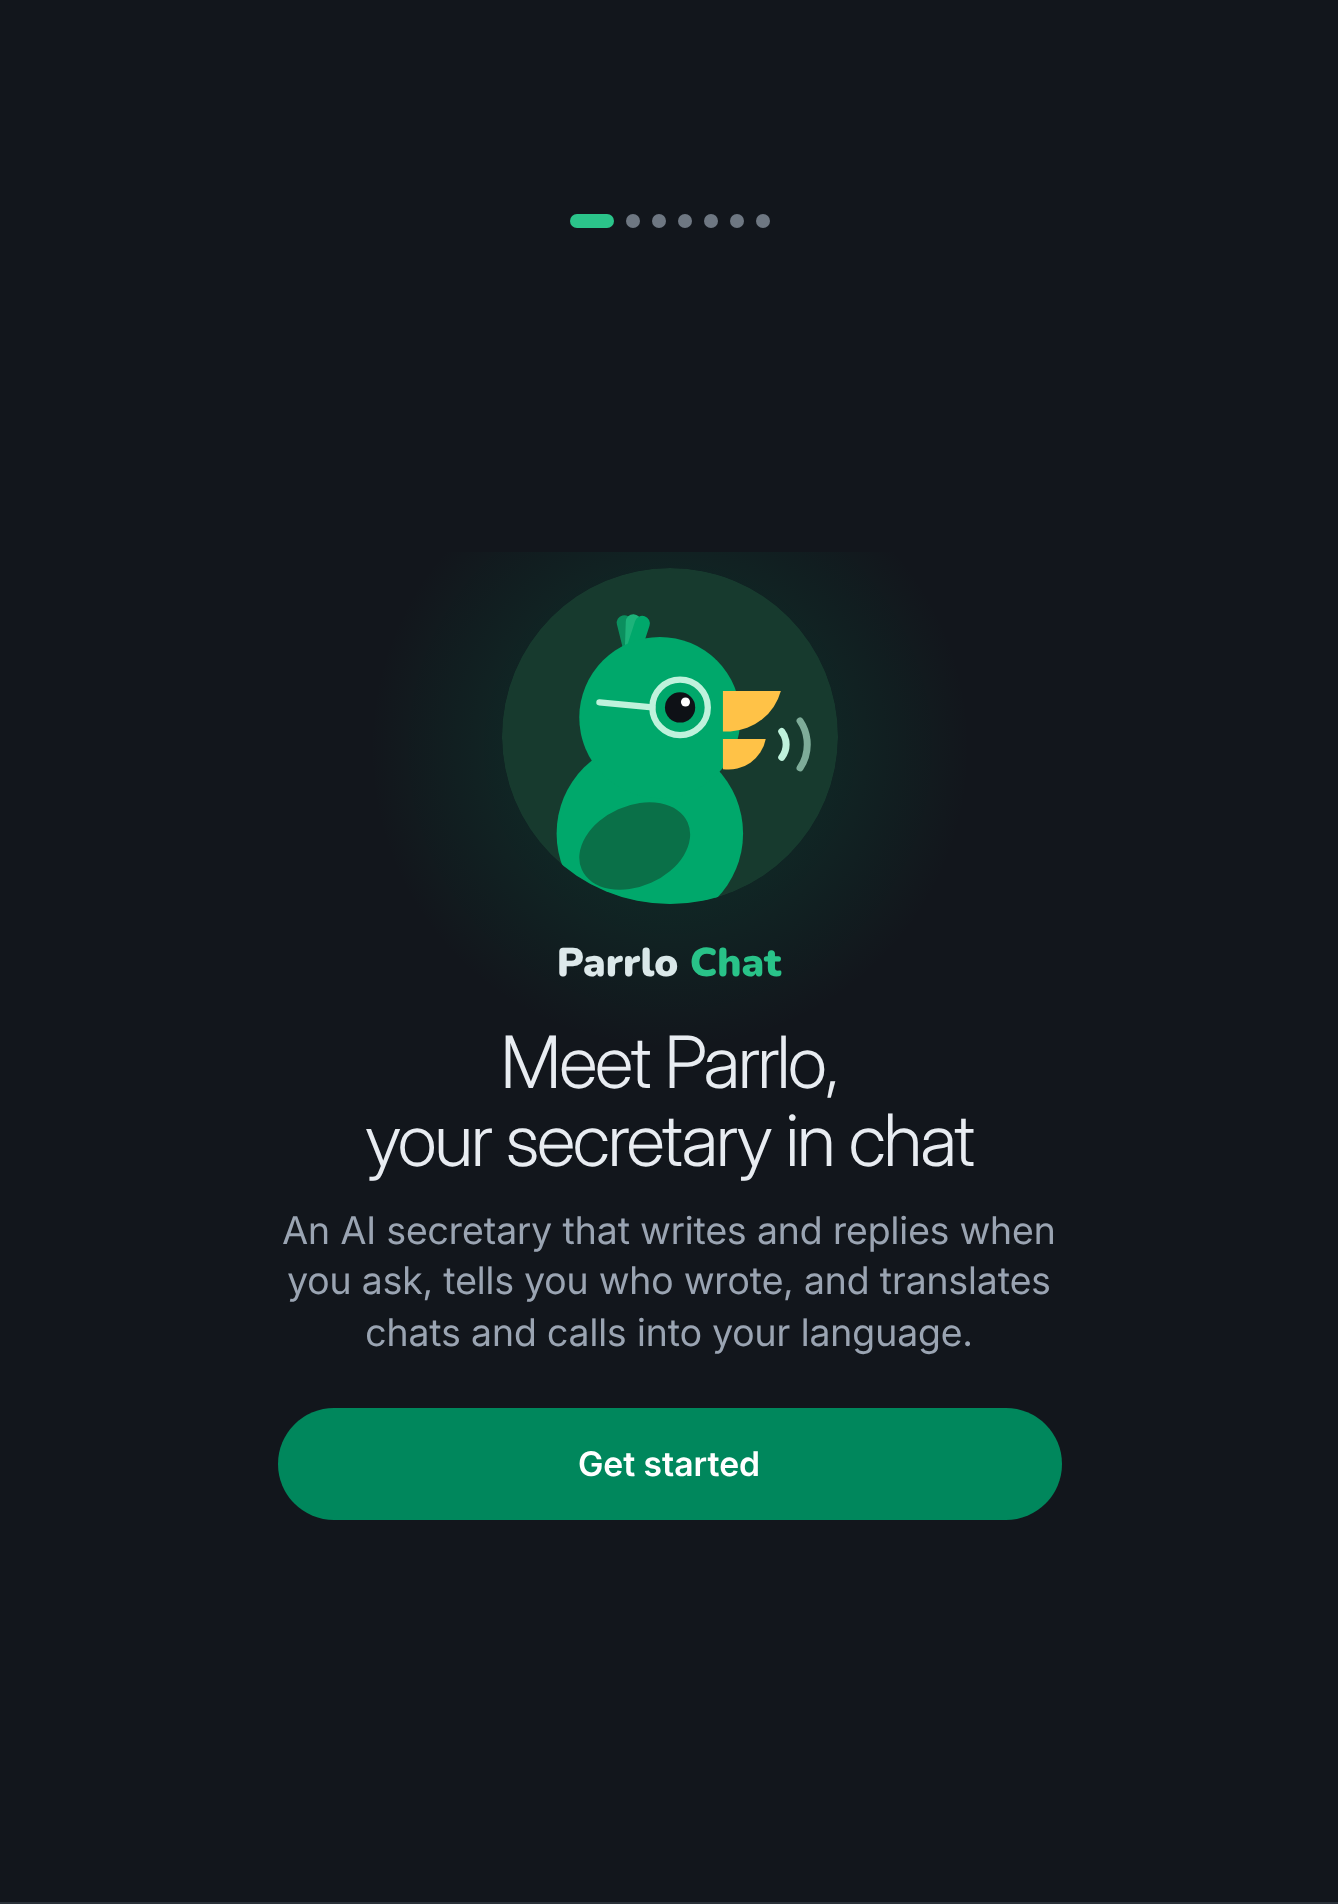 Parrlo Chat
Meet Parrlo,
your secretary in chat
An AI secretary that writes and replies when
you ask, tells you who wrote, and translates
chats and calls into your language.
Get started